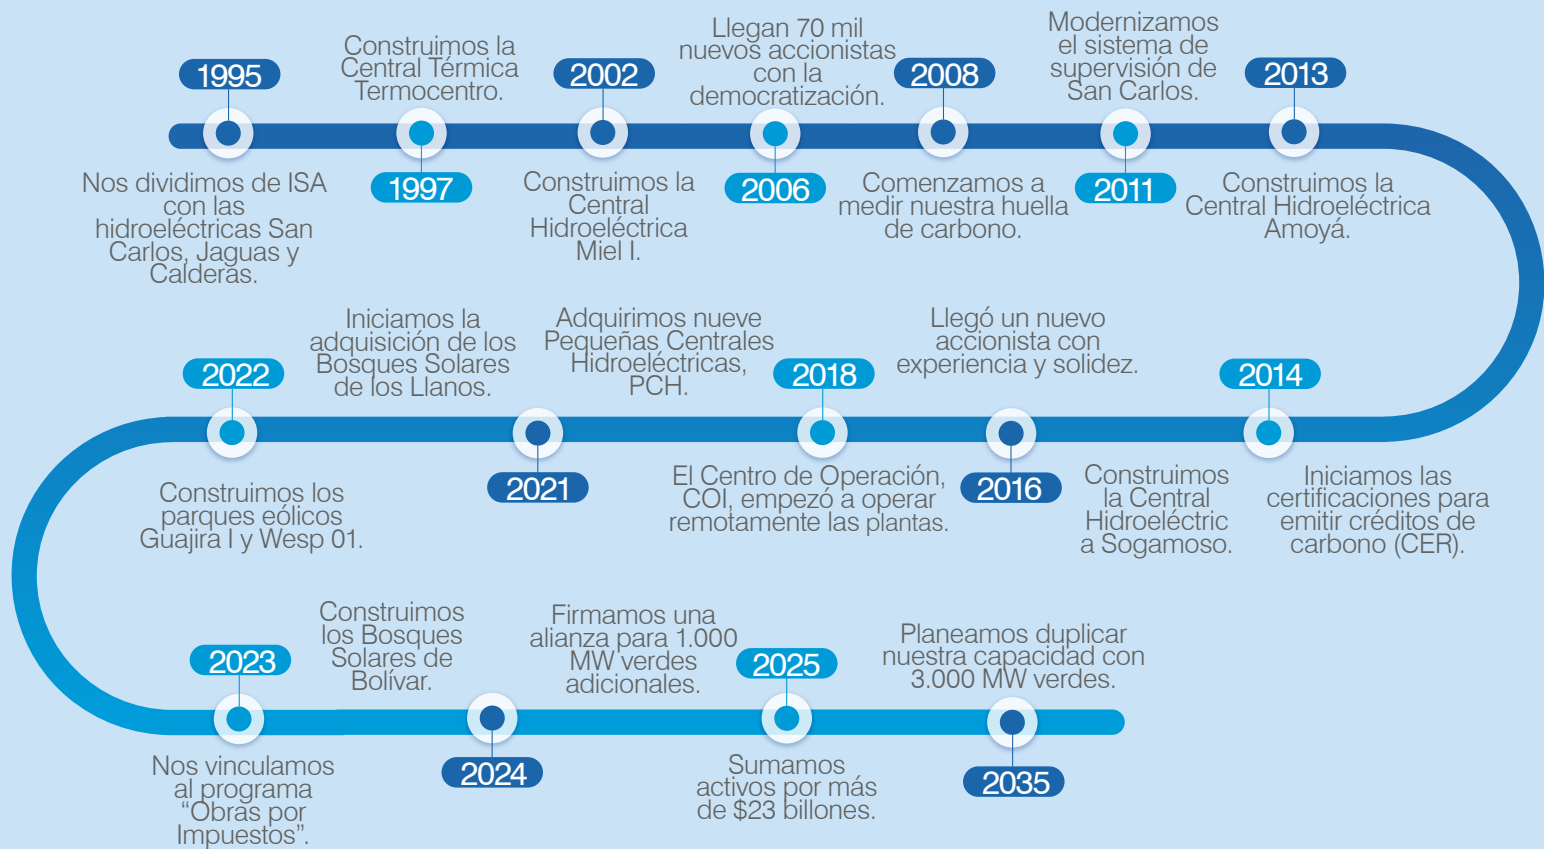 1995
Nos dividimos de ISA
con las
hidroeléctricas San
Carlos, Jaguas y
Calderas.
Construimos la
Central Térmica
Termocentro.
1997
2002
Construimos la
Central
Hidroeléctrica
Miel I.
Llegan 70 mil
nuevos accionistas
con la
democratización.
2006
2008
Comenzamos a
medir nuestra huella
de carbono.
Modernizamos
el sistema de
supervisión de
San Carlos.
2011
2013
Construimos la
Central Hidroeléctrica
Amoyá.
2014
Iniciamos las
certificaciones para
emitir créditos de
carbono (CER).
Construimos
la Central
Hidroeléctric
a Sogamoso.
Llegó un nuevo
accionista con
experiencia y solidez.
2016
2018
El Centro de Operación,
COI, empezó a operar
remotamente las plantas.
Adquirimos nueve
Pequeñas Centrales
Hidroeléctricas,
PCH.
Iniciamos la
adquisición de los
Bosques Solares
de los Llanos.
2021
2022
Construimos los
parques eólicos
Guajira I y Wesp 01.
2023
Nos vinculamos
al programa
“Obras por
Impuestos”.
Construimos
los Bosques
Solares de
Bolívar.
2024
Firmamos una
alianza para 1.000
MW verdes
adicionales.
2025
Sumamos
activos por más
de $23 billones.
Planeamos duplicar
nuestra capacidad con
3.000 MW verdes.
2035